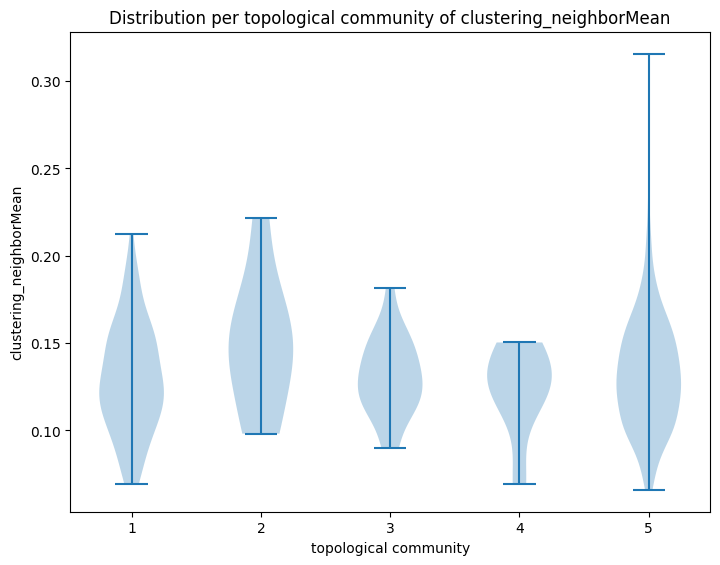 Distribution per topological community of clustering_neighborMean
0.30
0.25
0.20
0.15
0.10
clustering_neighborMean
1 2 3 4 5
topological community